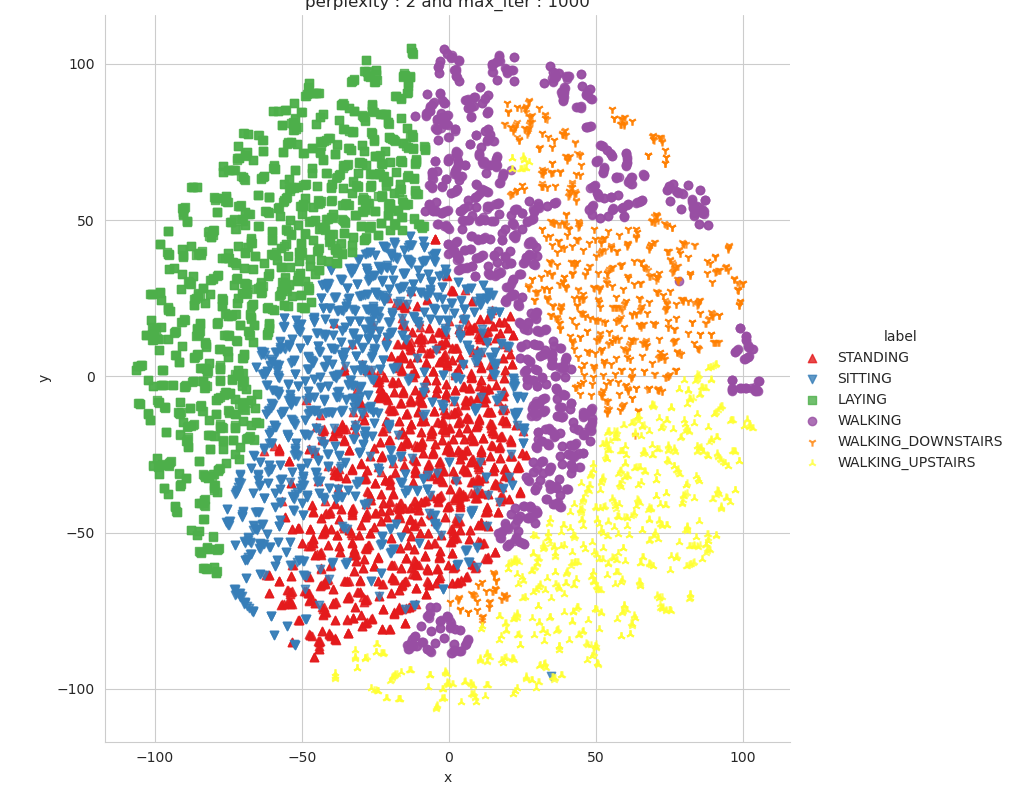 perplexity : 2 and max_iter : 1000
100
50
0
−50
−100
y
−100
−50
0
50
100
x
label
STANDING
SITTING
LAYING
WALKING
WALKING_DOWNSTAIRS
WALKING_UPSTAIRS